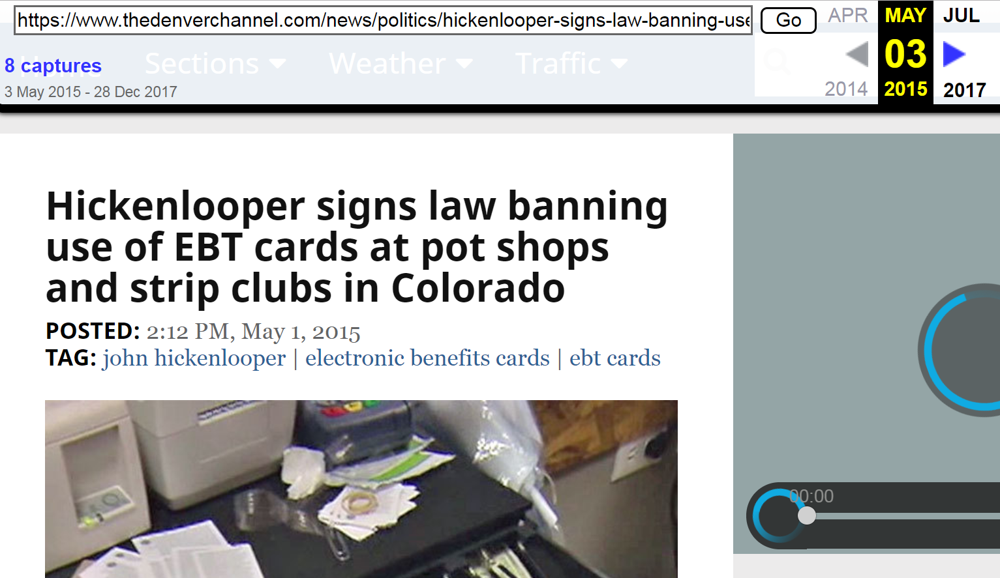 https://www.thedenverchannel.com/news/politics/hickenlooper-signs-law-banning-use
Go
APR
MAY
JUL
03
2014
2015
2017
8 captures
3 May 2015 - 28 Dec 2017
Home
Sections
Weather
Traffic
Hickenlooper signs law banning
use of EBT cards at pot shops
and strip clubs in Colorado
POSTED: 2:12 PM, May 1, 2015
TAG: john hickenlooper | electronic benefits cards | ebt cards
00:00